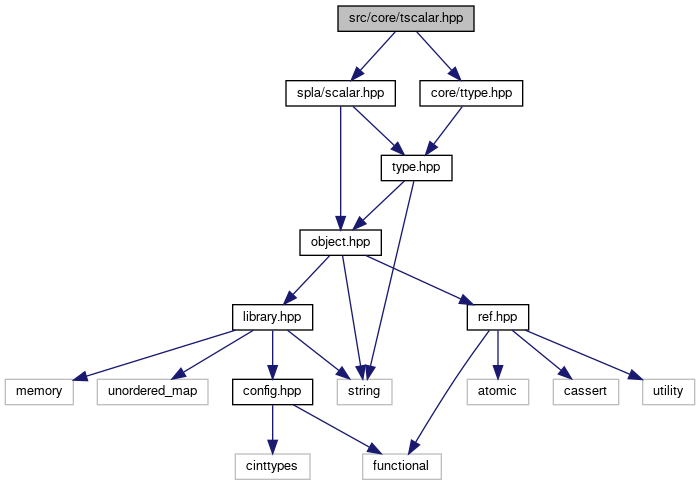 src/core/tscalar.hpp
spla/scalar.hpp
core/ttype.hpp
type.hpp
object.hpp
library.hpp
ref.hpp
memory
unordered_map
config.hpp
string
atomic
cassert
utility
cinttypes
functional